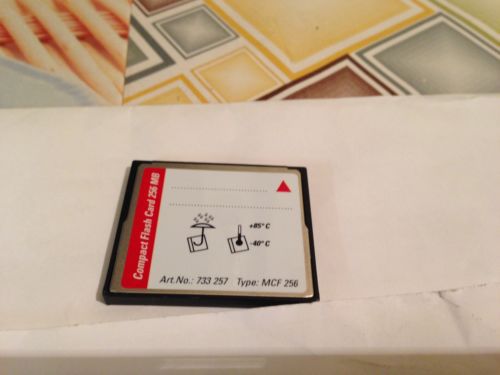 Compact Flash Card 256 MB
+85° C
-40° C
Art.No.: 733 257 Type: MCF 256